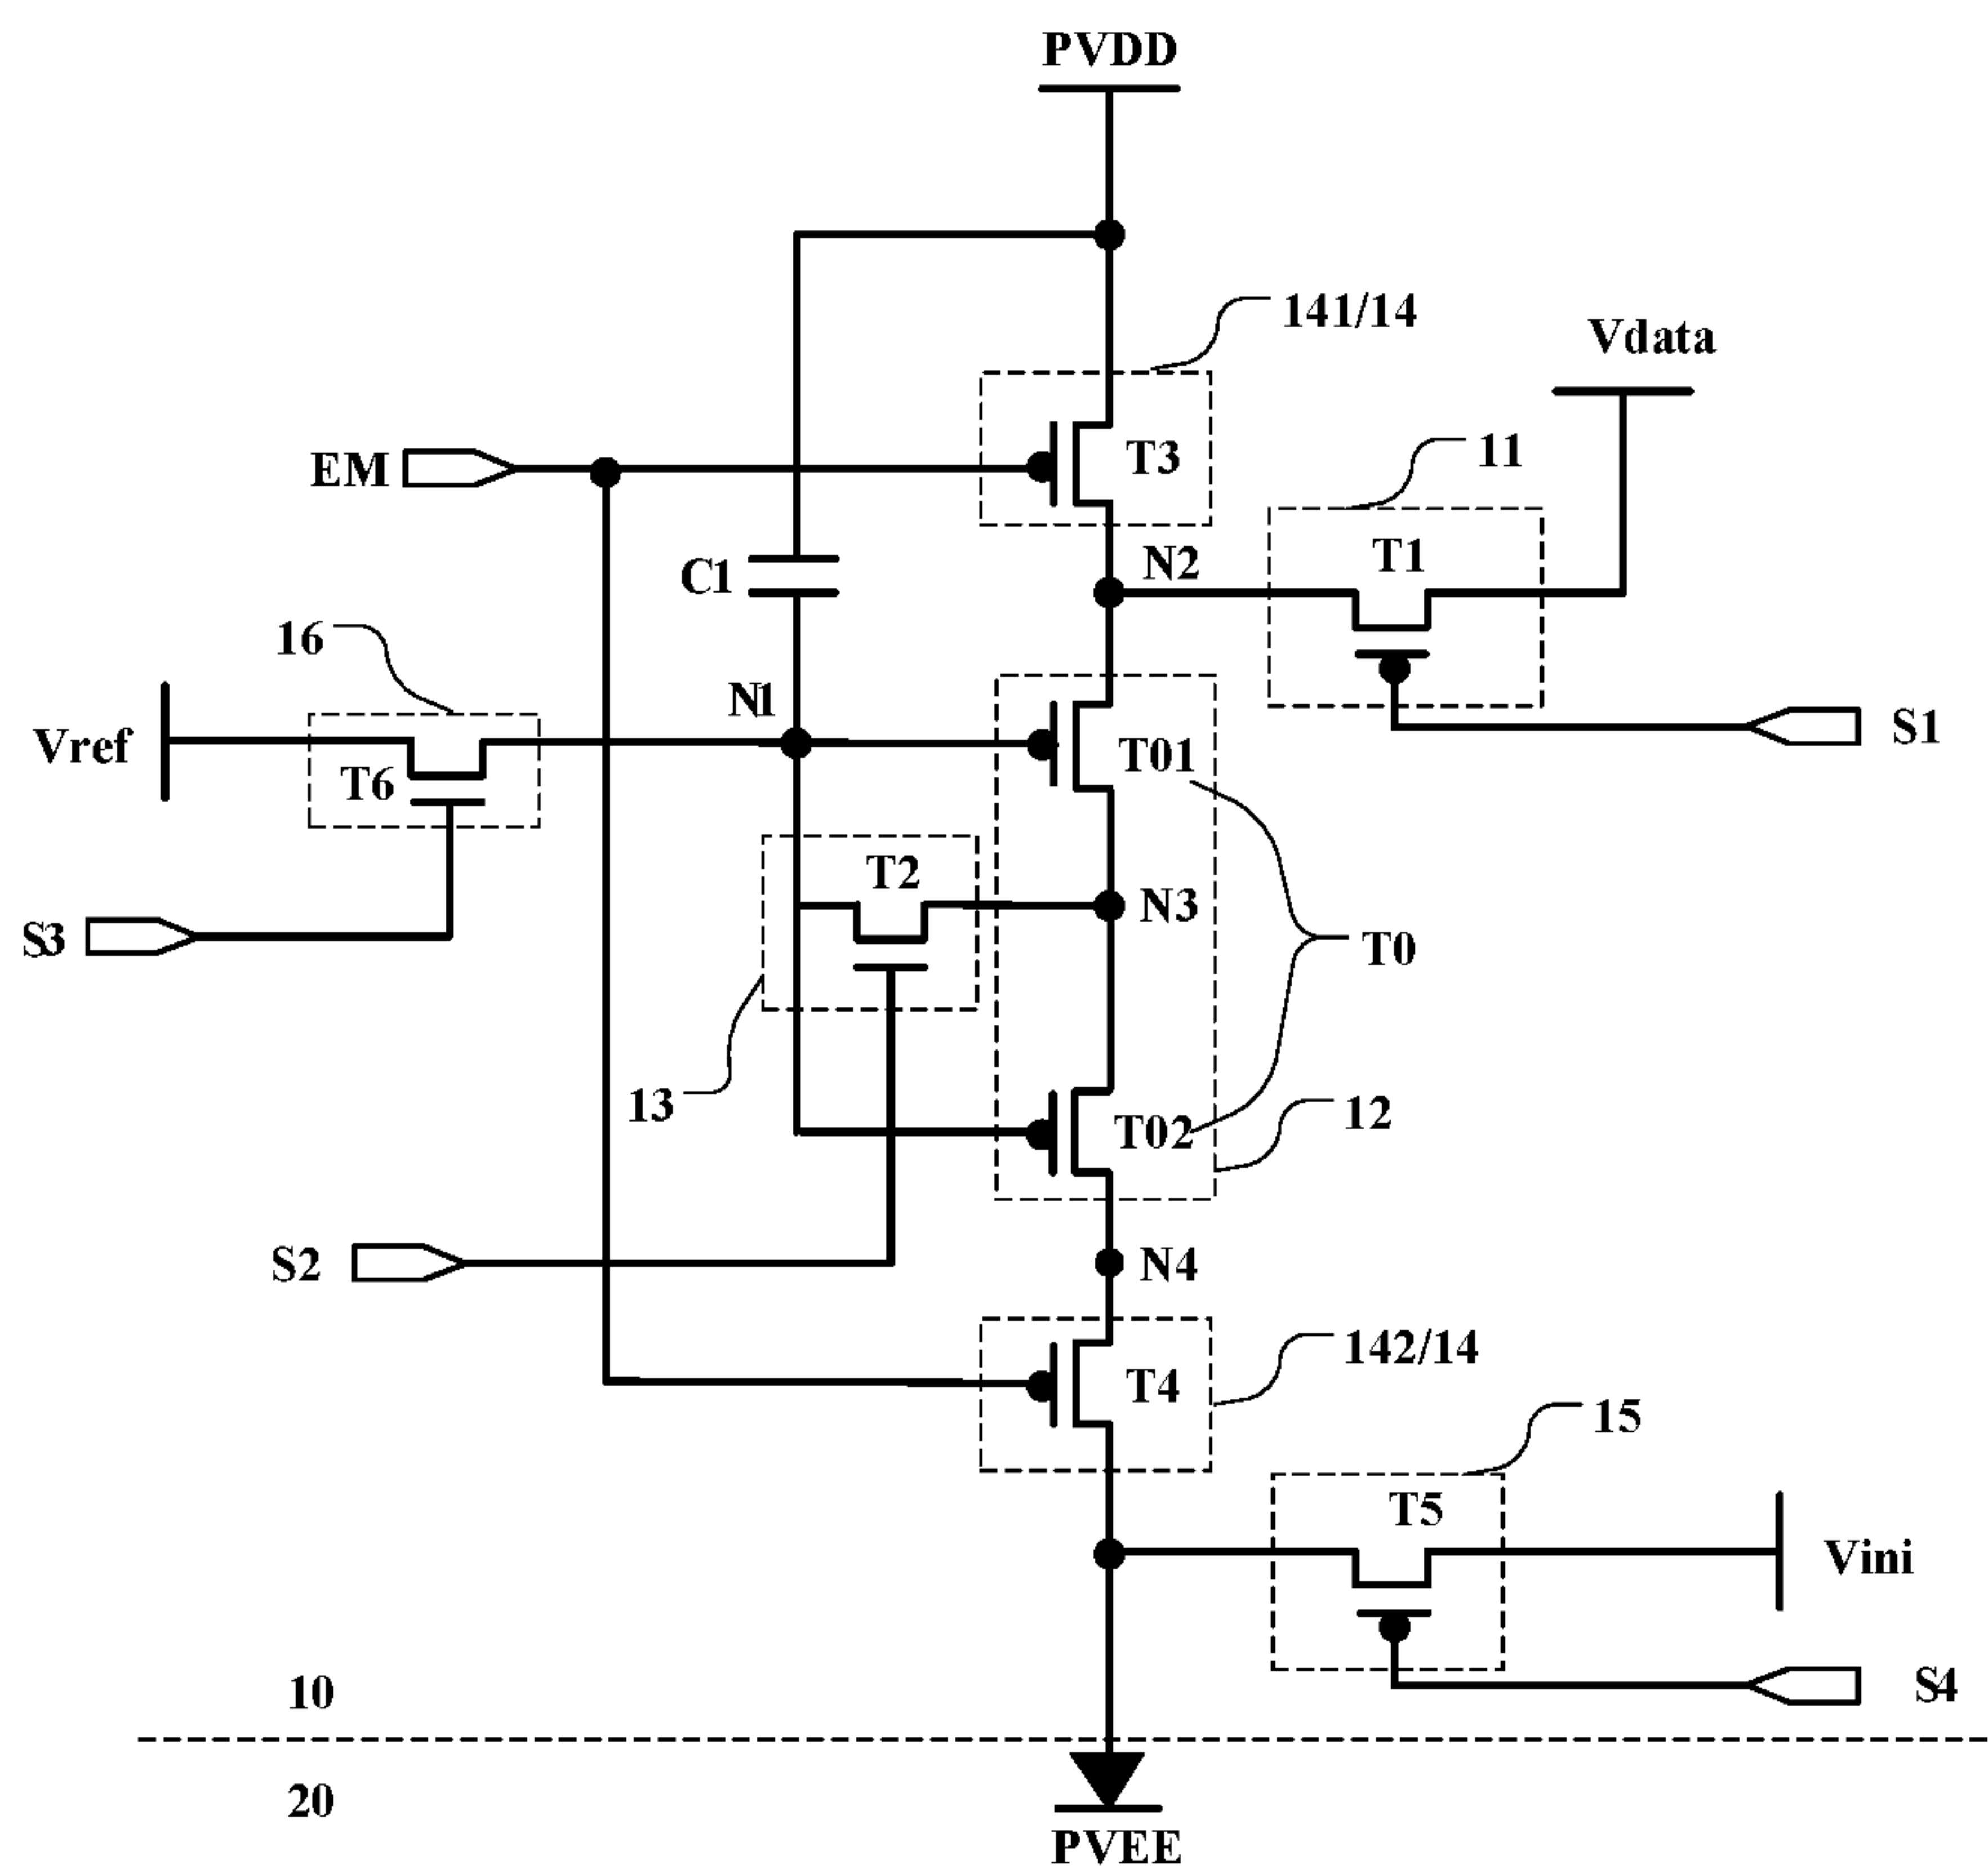 PVDD
141/14
Vdata
EM
T3
11
C1
N2
T1
16
N1
Vref
T6
T01
S1
T2
S3
N3
T0
13
T02
12
S2
N4
142/14
T4
15
T5
Vini
10
S4
20
PVEE